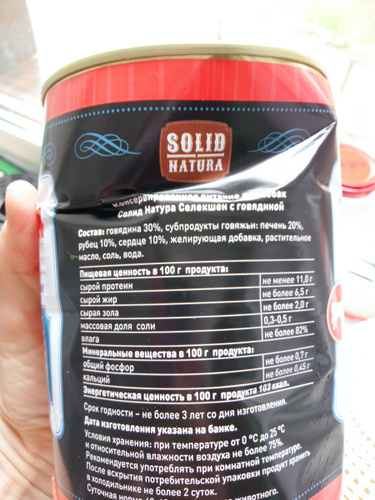 SOLID
NATURA
Консервированное питание для собак
Солид Натура Селекшен с говядиной
Состав: говядина 30%, субпродукты говяжьи: печень 20%,
рубец 10%, сердце 10%, желирующая добавка, растительное
масло, соль, вода.
Пищевая ценность в 100 г продукта:
сырой протеин не менее 11,0 г
сырой жир не более 6,5 г
сырая зола не более 2,0 г
массовая доля соли 0,3-0,5 г
влага не более 82%
Минеральные вещества в 100 г продукта:
общий фосфор не более 0,7 г
кальций не более 0,45 г
Энергетическая ценность в 100 г продукта 103 ккал.
Срок годности – не более 3 лет со дня изготовления.
Дата изготовления указана на банке.
Условия хранения: при температуре от 0 °С до 25 °С
и относительной влажности воздуха не более 75%.
Рекомендуется употреблять при комнатной температуре.
После вскрытия потребительской упаковки продукт хранить
в холодильнике не более 2 суток.
Суточная животного.